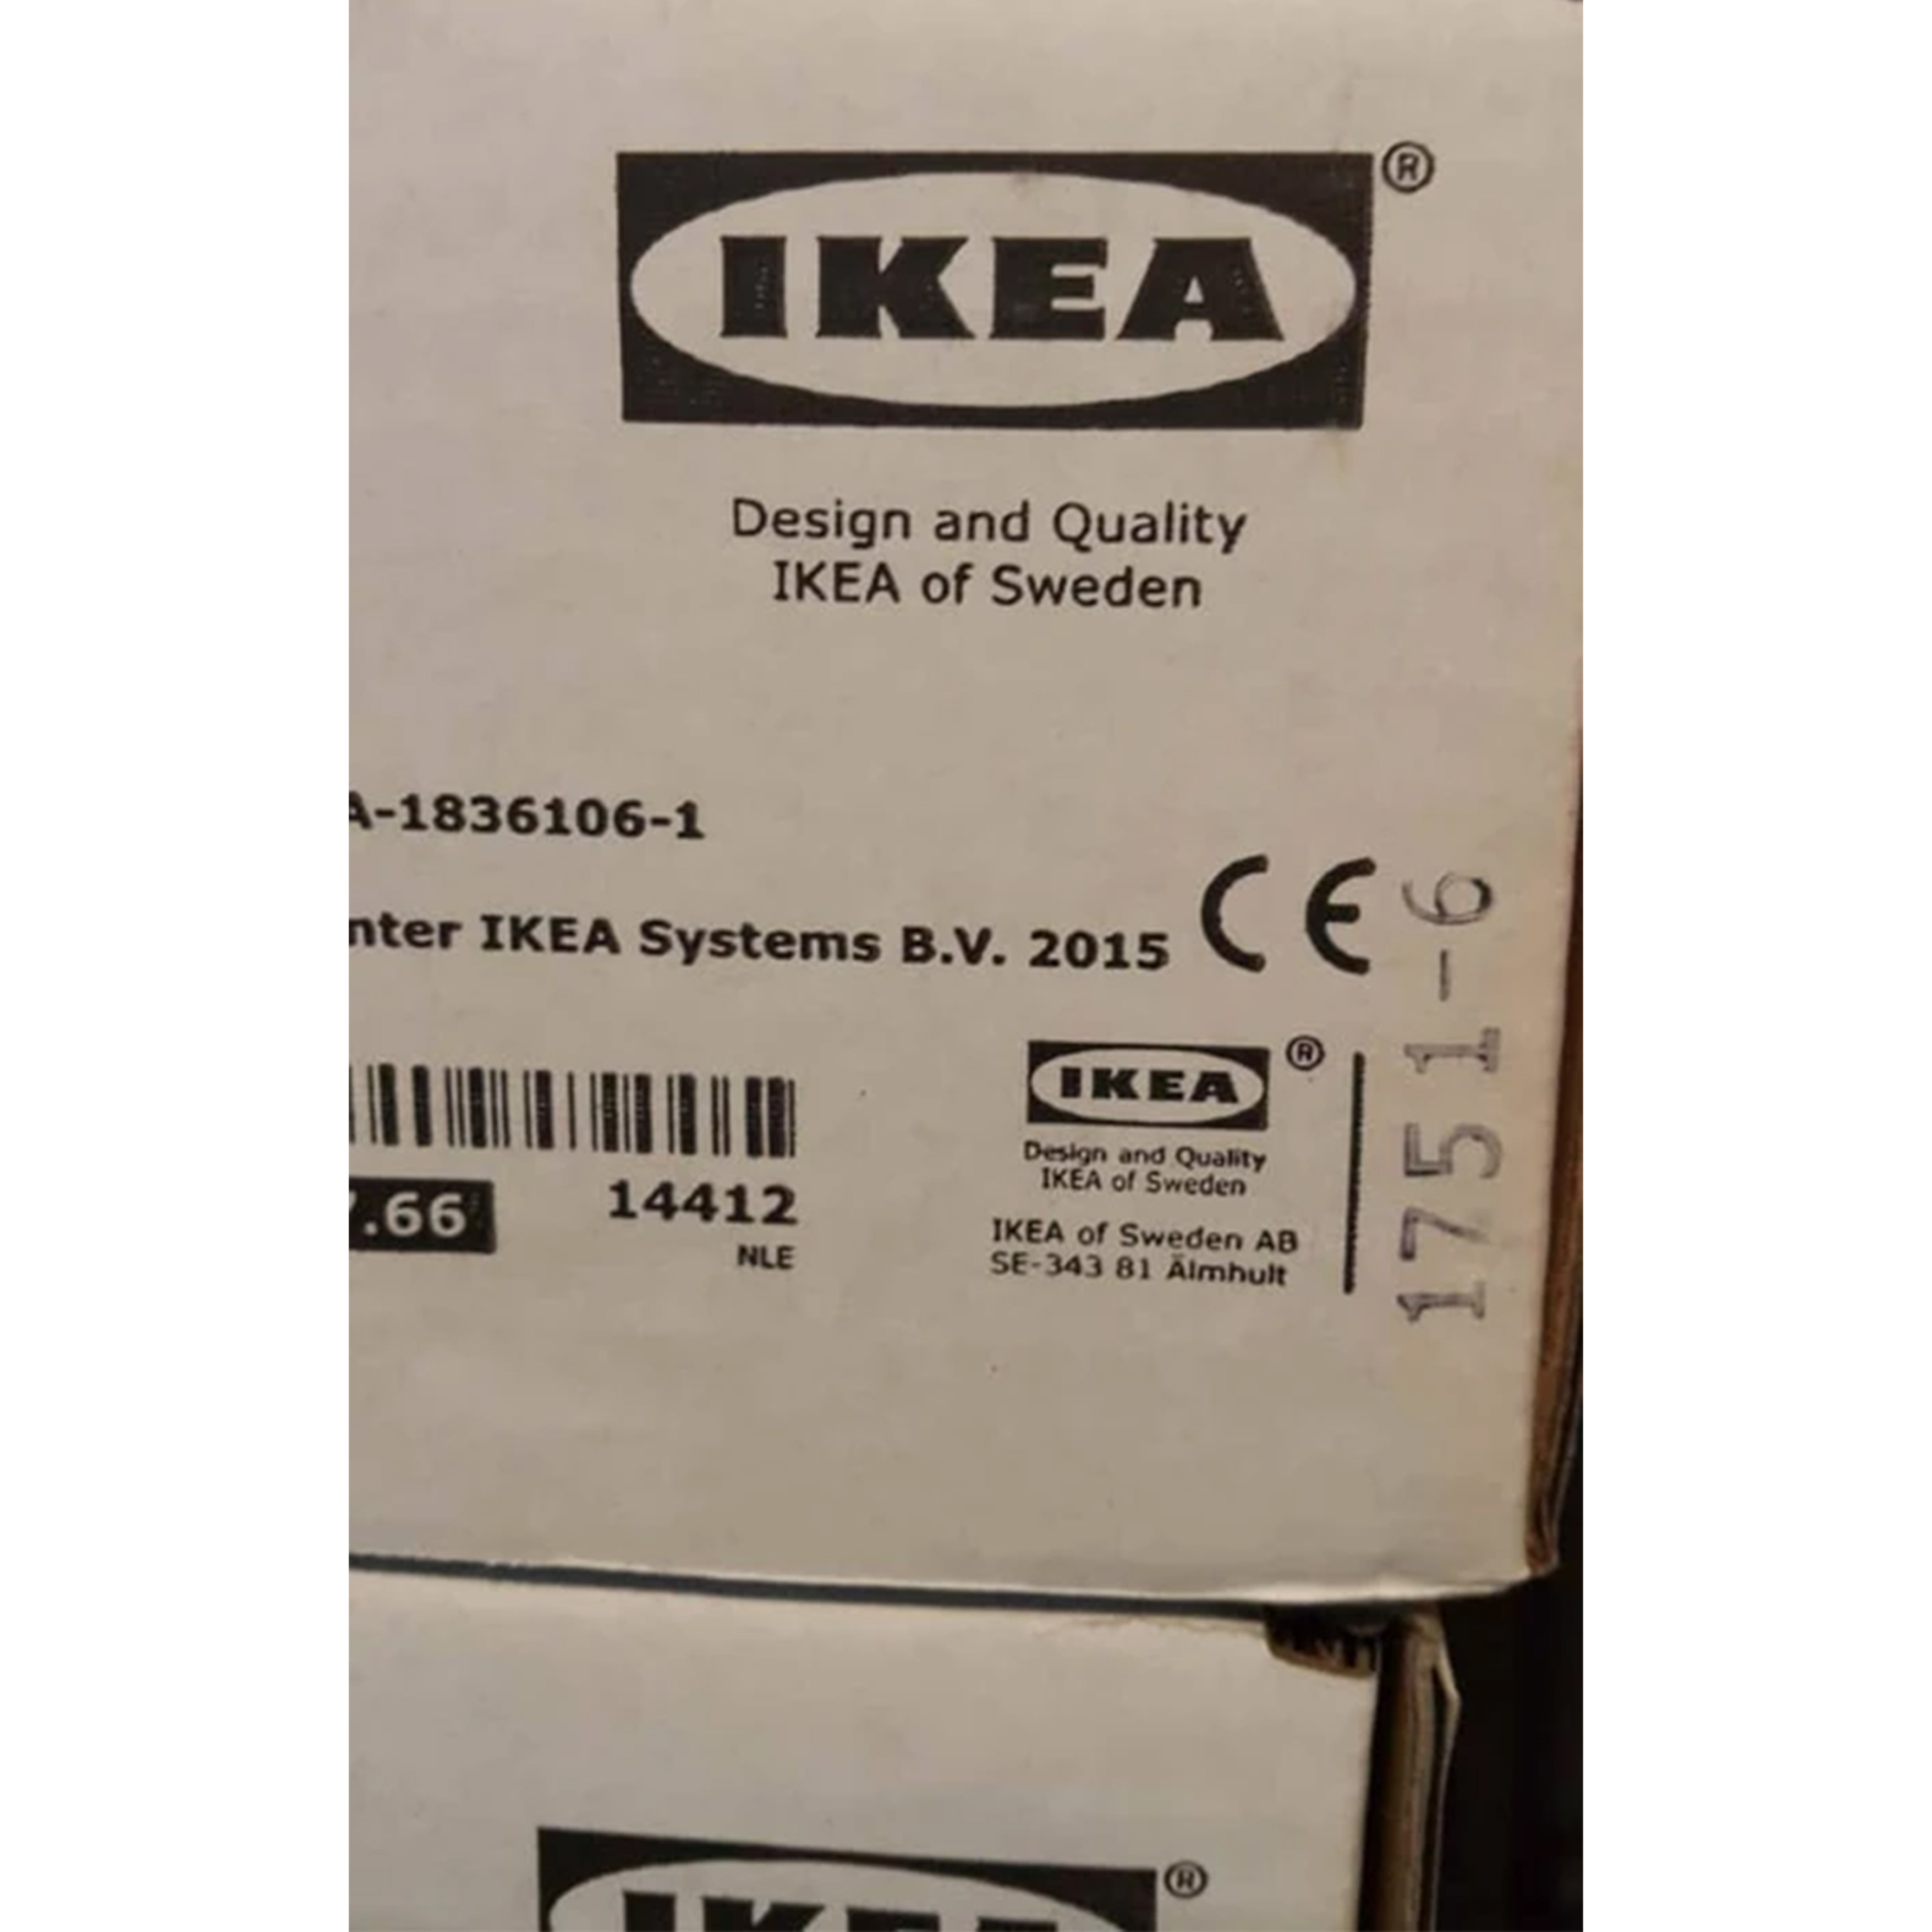 IKEA®
Design and Quality
IKEA of Sweden
A-1836106-1
nter IKEA Systems B.V. 2015 CE
.66
14412
NLE
IKEA®
Design and Quality
IKEA of Sweden
IKEA of Sweden AB
SE-343 81 Älmhult
1751-6
IKEA®